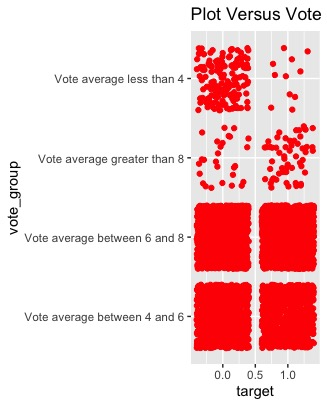 Plot Versus Vote
Vote average less than 4
Vote average greater than 8
vote_group
Vote average between 6 and 8
Vote average between 4 and 6
0.0 0.5 1.0
target